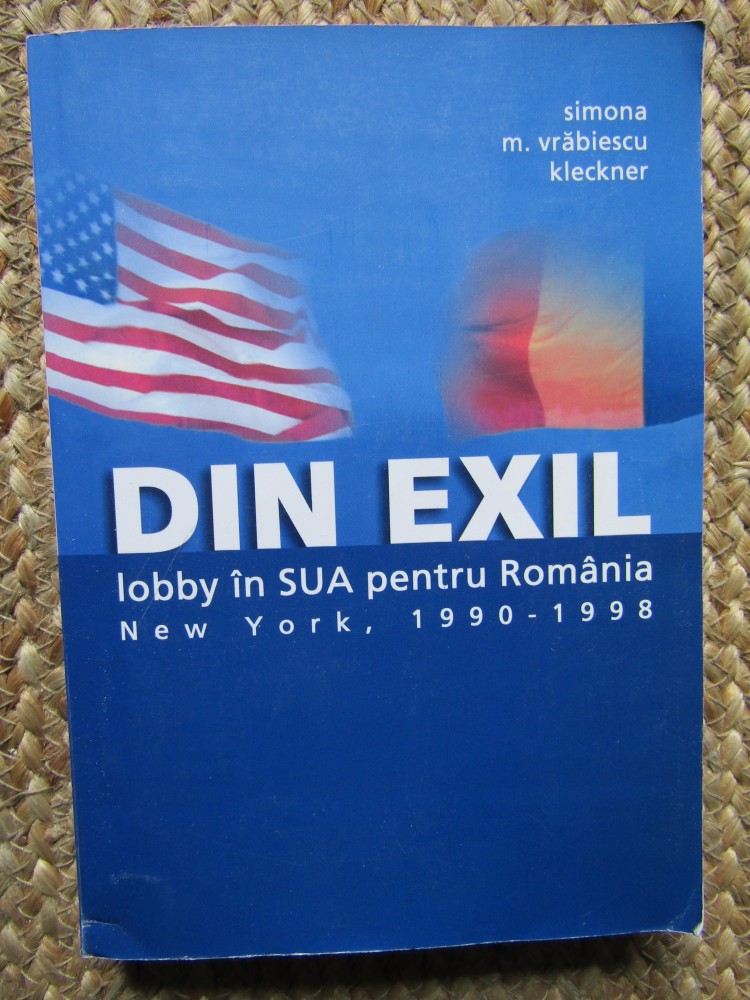 simona
m. vrăbiescu
kleckner
DIN EXIL
lobby în SUA pentru România
New York, 1990-1998